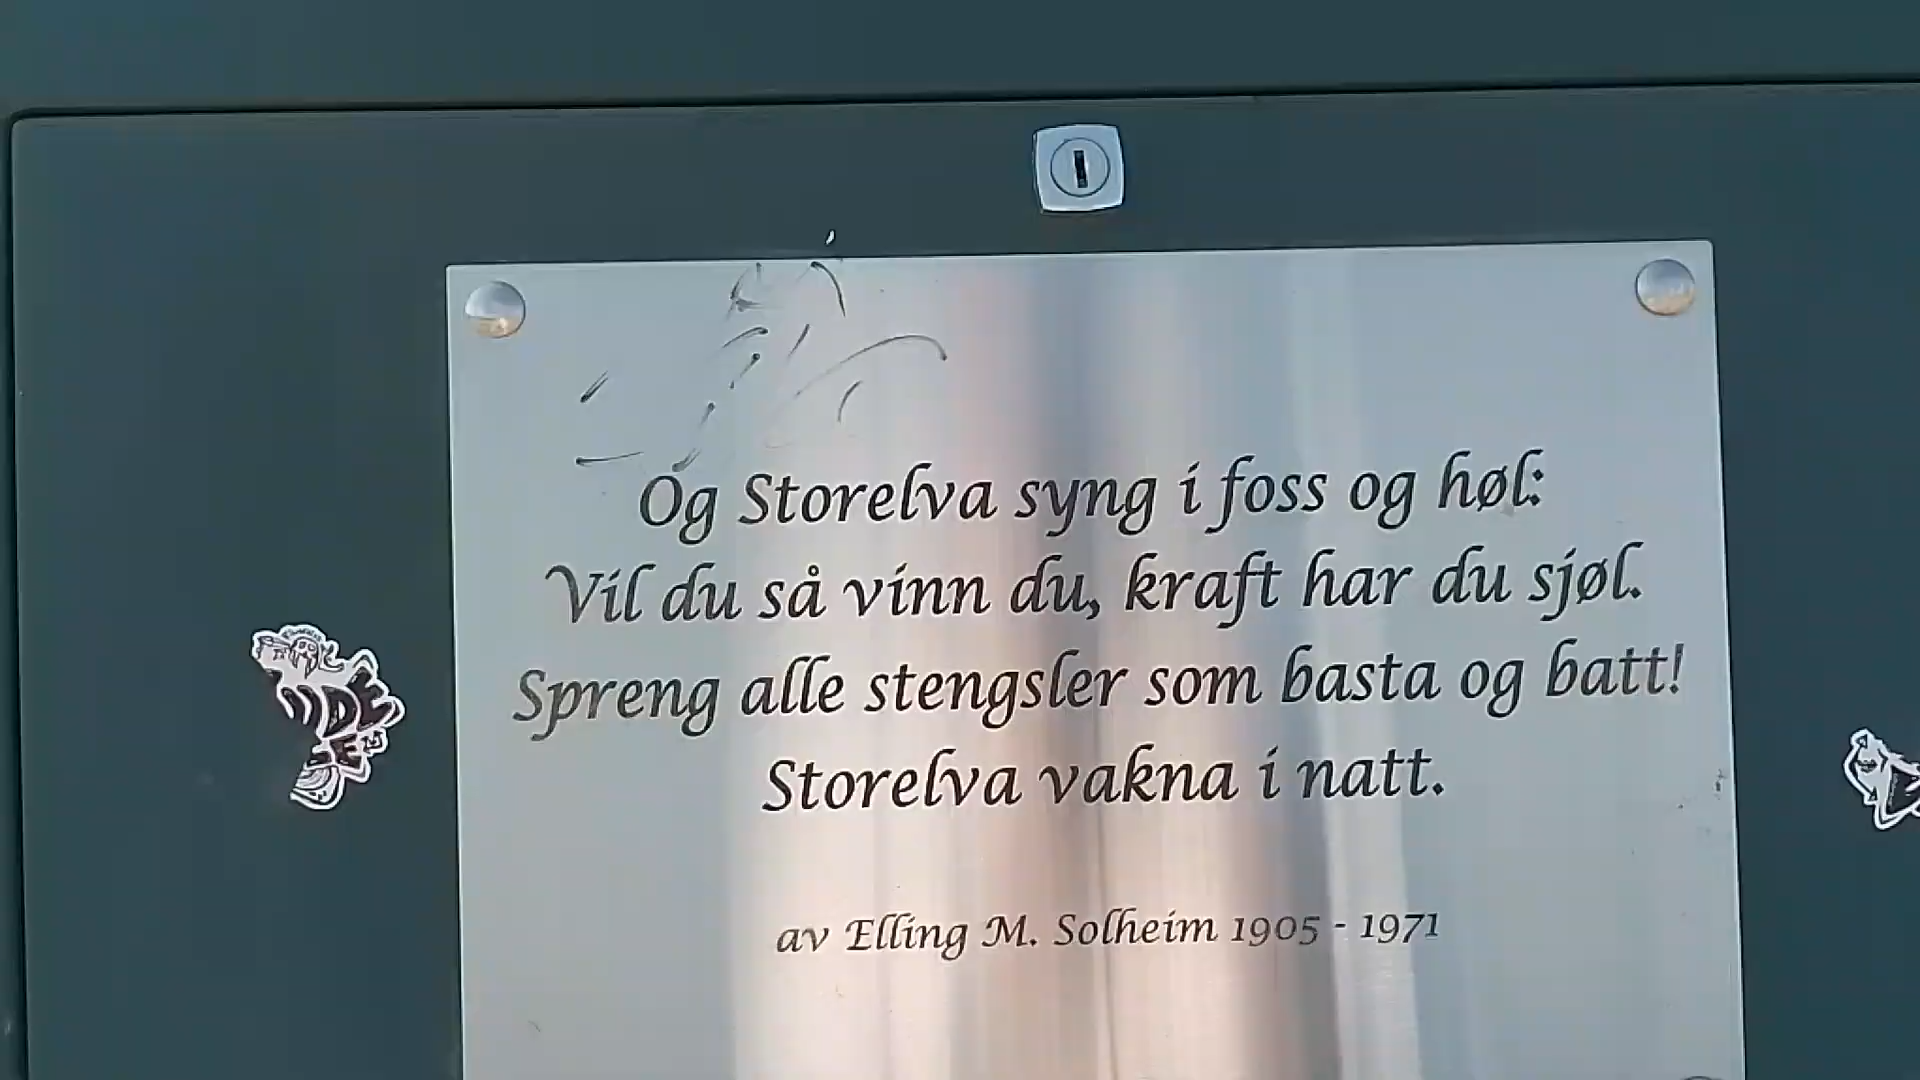 Og Storelva syng i foss og høl:
Vil du så vinn du, kraft har du sjøl.
Spreng alle stengsler som basta og batt!
Storelva vakna i natt.
av Elling M. Solheim 1905 - 1971